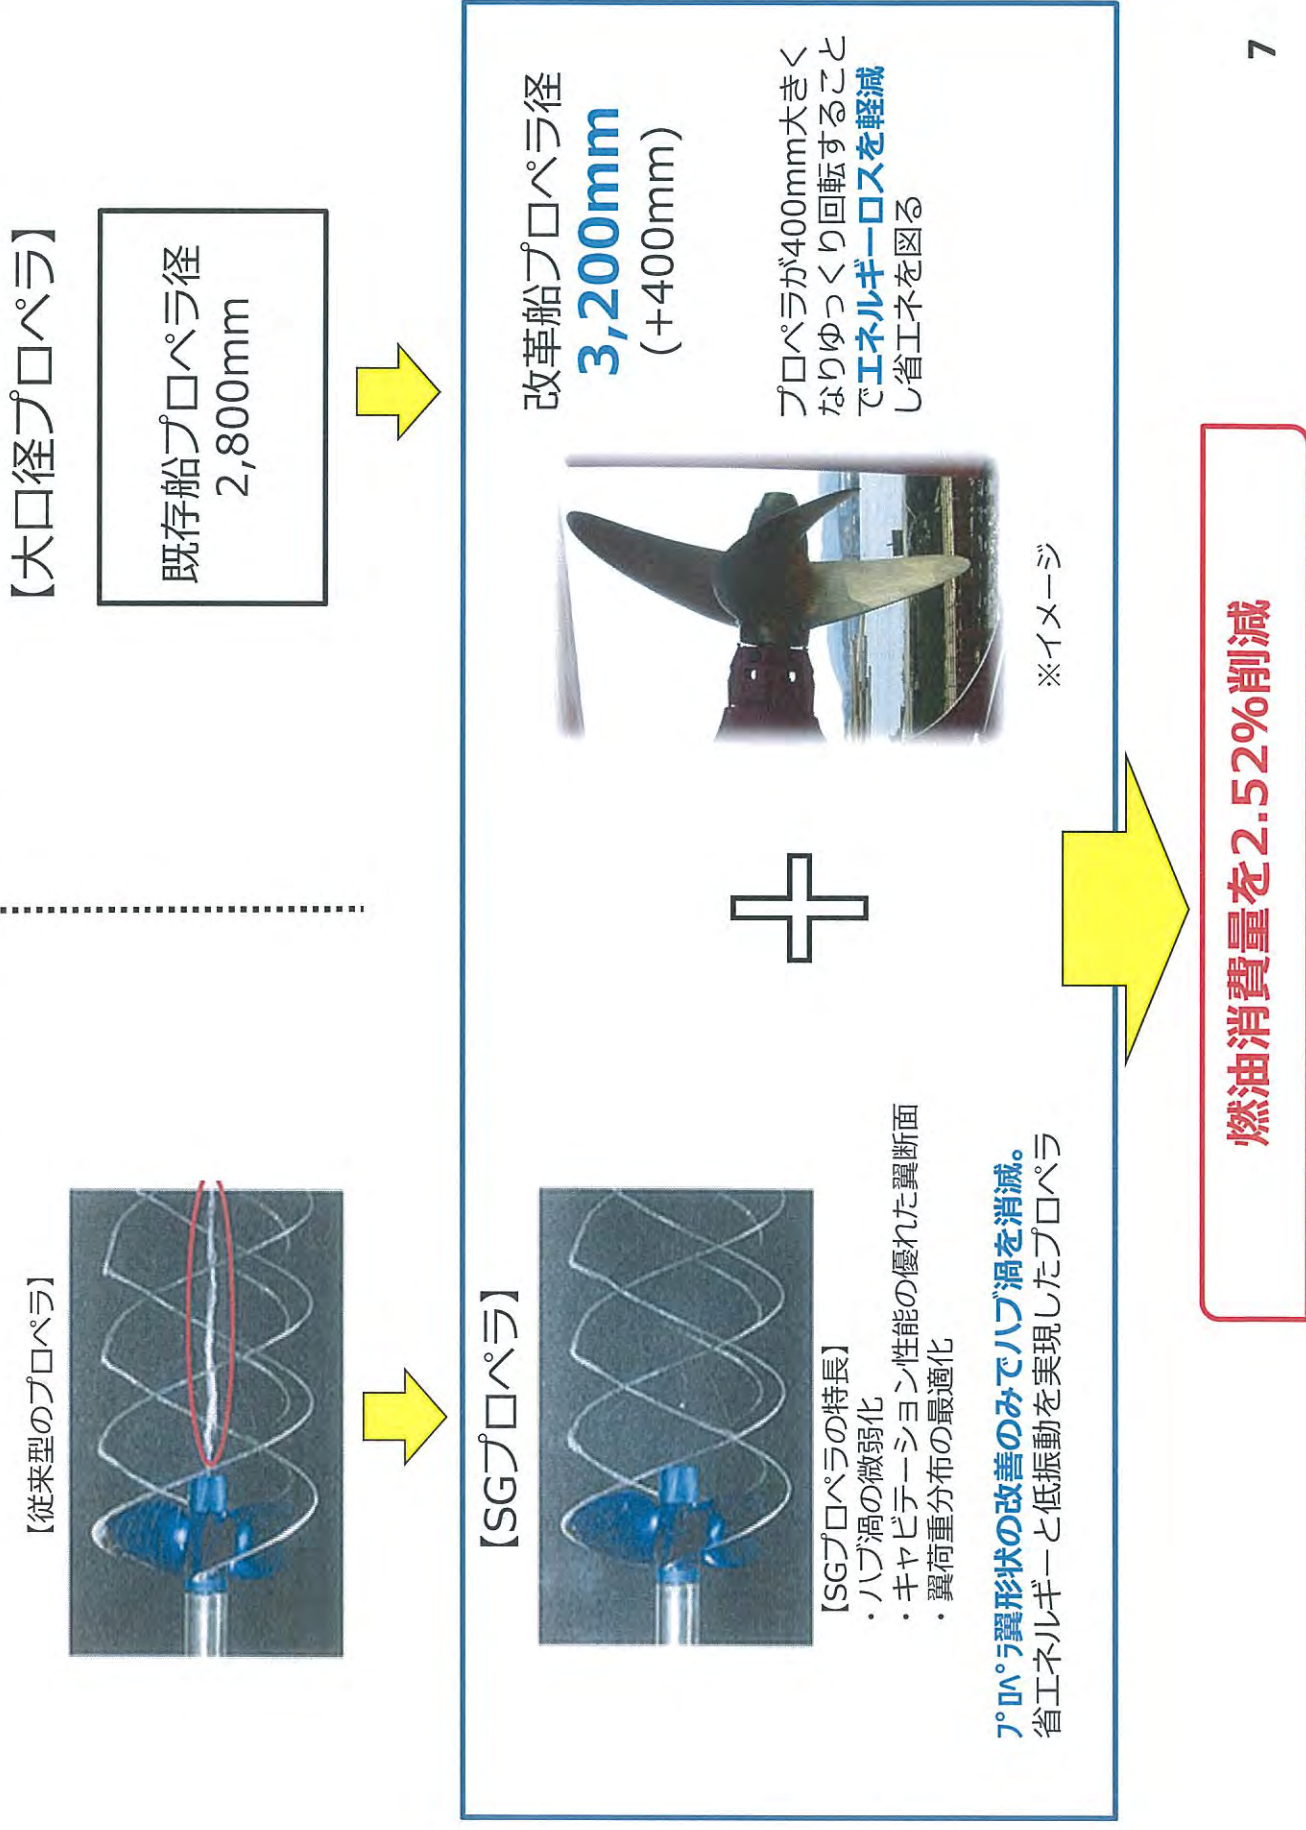 【従来型のプロペラ】
【SGプロペラ】
【SGプロペラの特長】
・ハブ渦の微弱化
・キャビテーション性能の優れた翼断面
・翼荷重分布の最適化
ﾌﾟﾛﾍﾟﾗ翼形状の改善のみでハブ渦を消滅。
省エネルギーと低振動を実現したプロペラ
【大口径プロペラ】
既存船プロペラ径
2,800mm
改革船プロペラ径
3,200mm
(+400mm)
プロペラが400mm大きく
なりゆっくり回転すること
でエネルギーロスを軽減
し省エネを図る
※イメージ
燃油消費量を2.52%削減
7